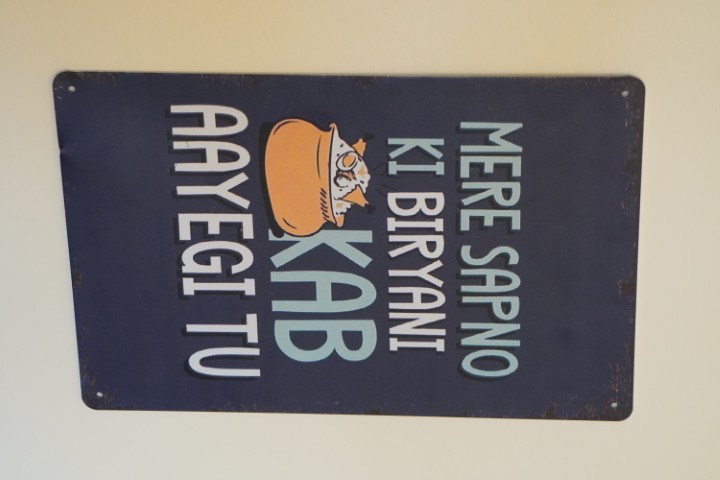 MERE SAPNO
KI BIRYANI
KAB
AAYEGI TU